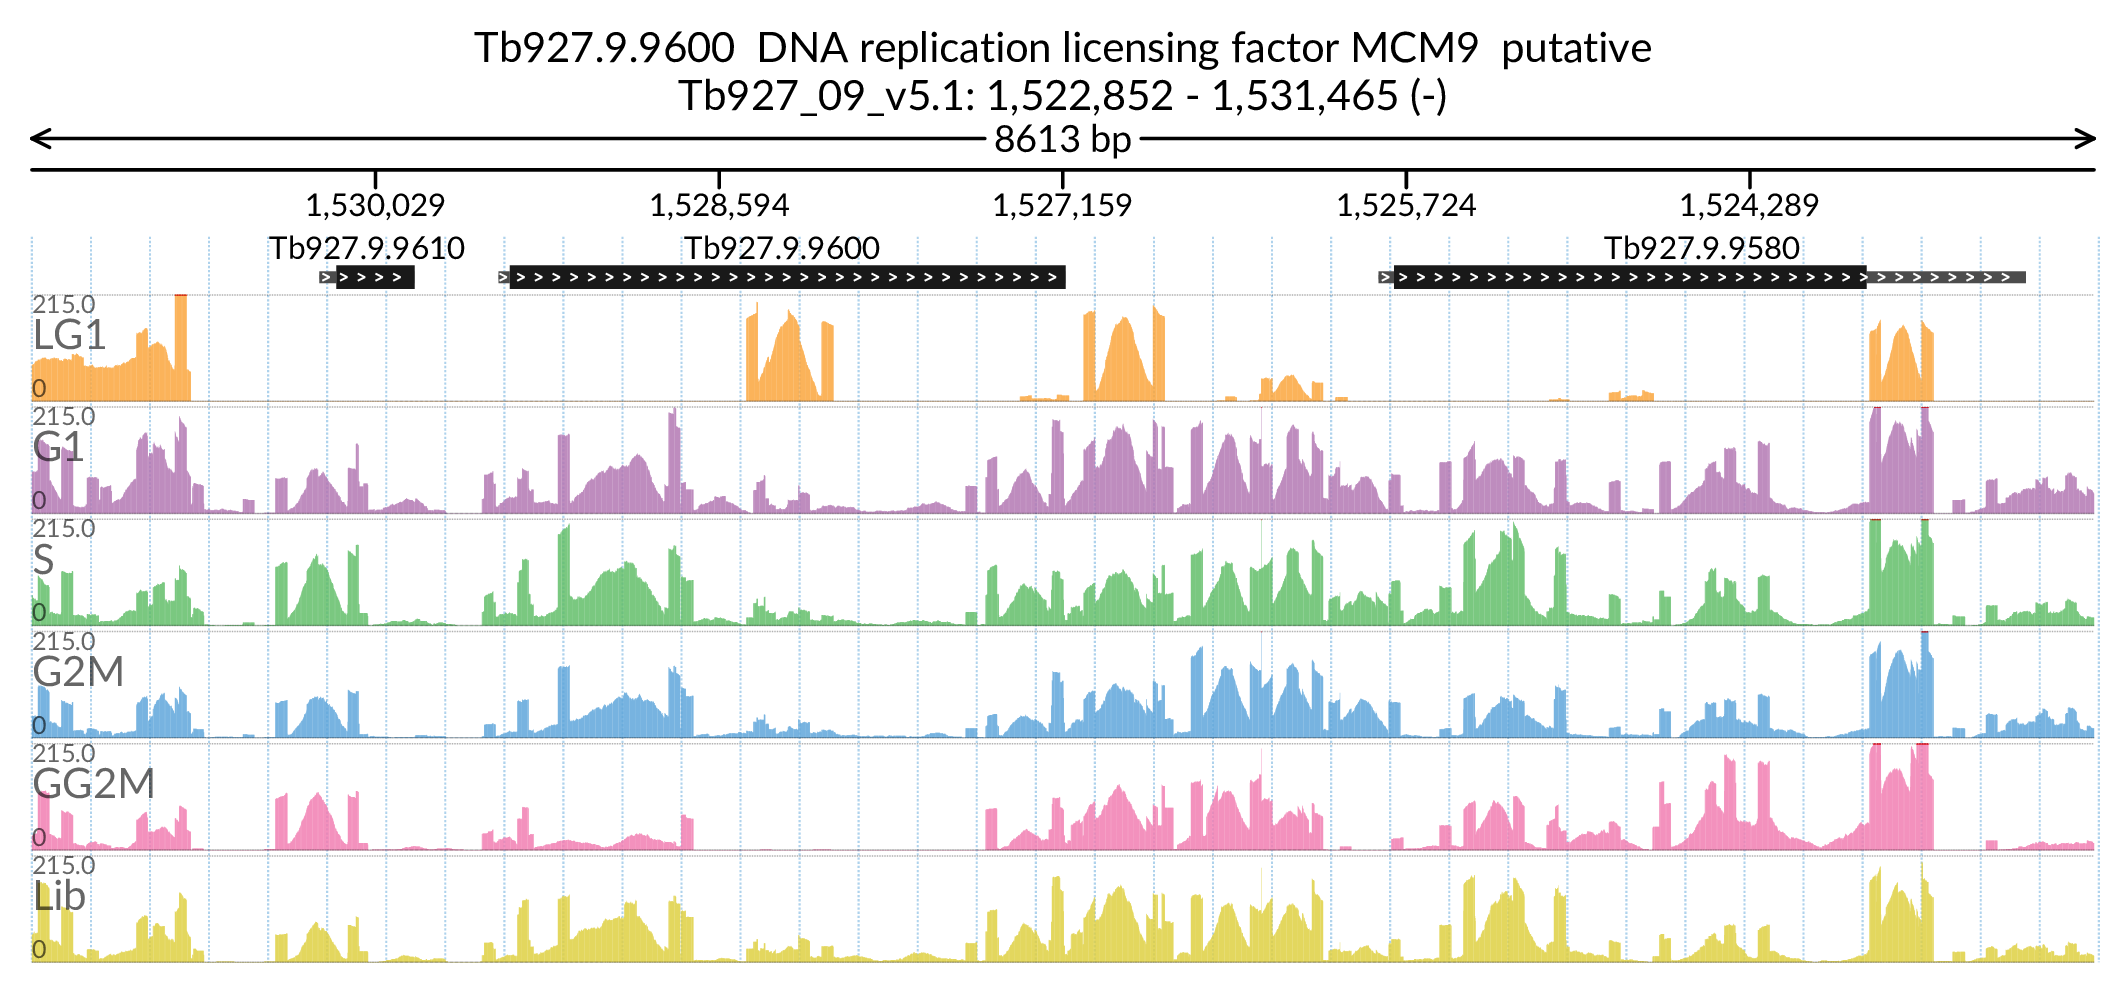 Tb927.9.9600  DNA replication licensing factor MCM9  putative
Tb927_09_v5.1: 1,522,852 - 1,531,465 (-)
8613 bp
1,530,029 1,528,594 1,527,159 1,525,724 1,524,289
Tb927.9.9610 Tb927.9.9600 Tb927.9.9580
215.0
LG1
0
215.0
G1
0
215.0
S
0
215.0
G2M
0
215.0
GG2M
0
215.0
Lib
0